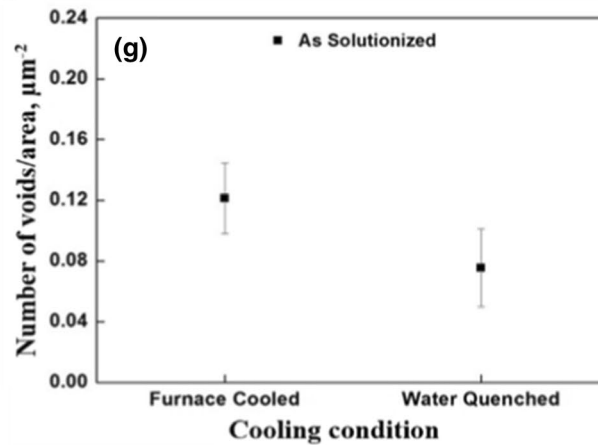 (g)
As Solutionized
Number of voids/area, µm⁻²
0.24
0.20
0.16
0.12
0.08
0.04
0.00
Furnace Cooled
Water Quenched
Cooling condition